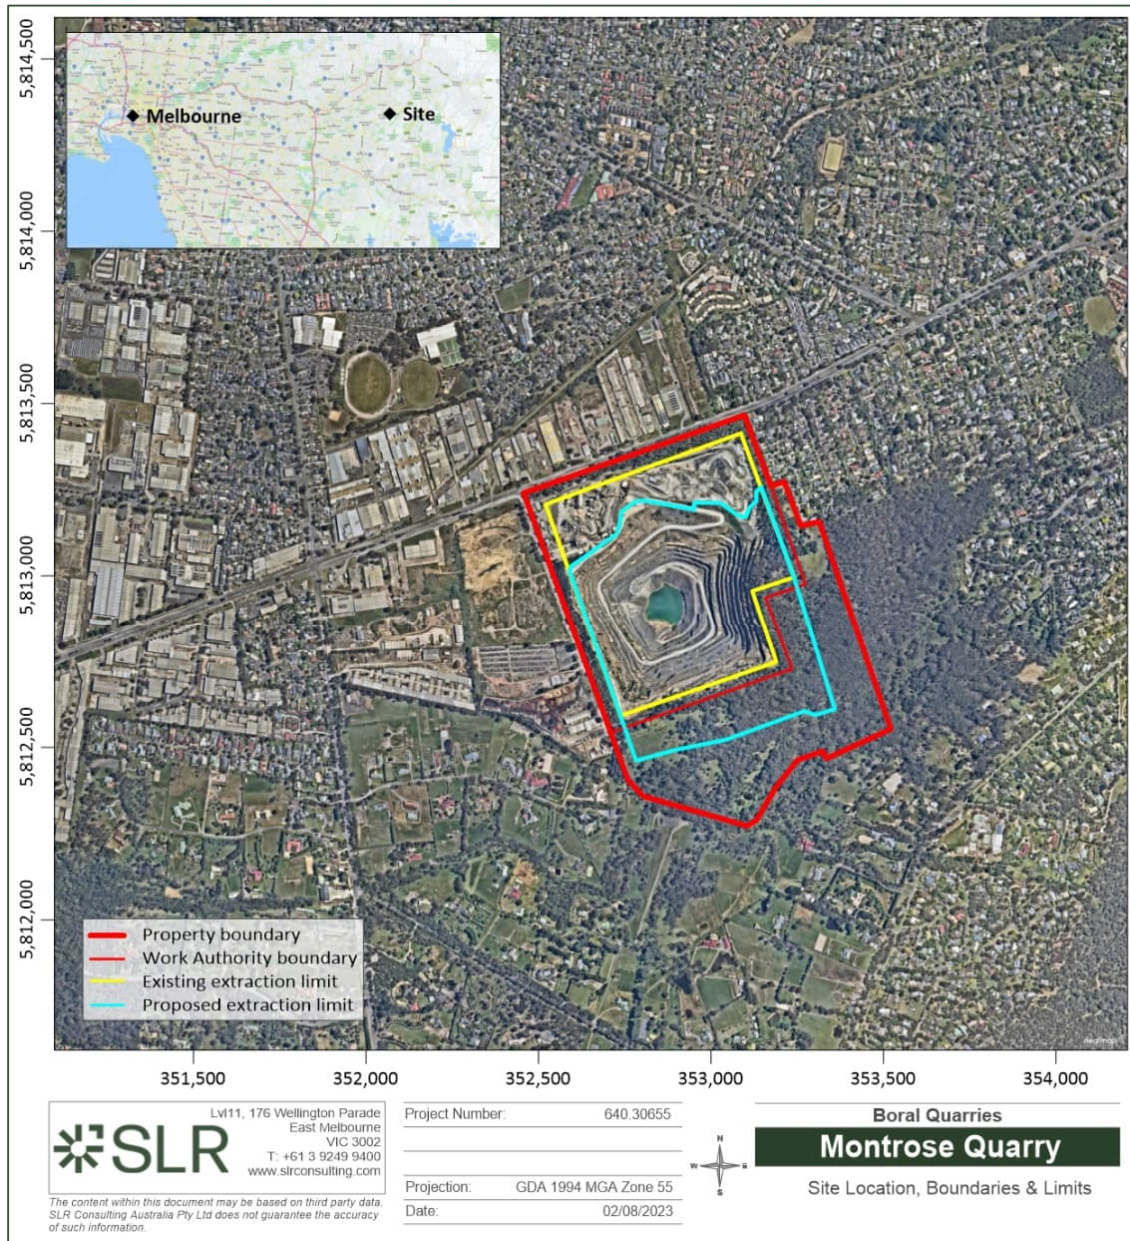 Melbourne
Site
5,814,500
5,814,000
5,813,500
5,813,000
5,812,500
5,812,000
Property boundary
Work Authority boundary
Existing extraction limit
Proposed extraction limit
351,500
352,000
352,500
353,000
353,500
354,000
SLR
Lvl11, 176 Wellington Parade
East Melbourne
VIC 3002
T: +61 3 9249 9400
www.slrconsulting.com
The content within this document may be based on third party data.
SLR Consulting Australia Pty Ltd does not guarantee the accuracy
of such information.
Project Number: 640.30655
Projection: GDA 1994 MGA Zone 55
Date: 02/08/2023
N
W
E
S
Boral Quarries
Montrose Quarry
Site Location, Boundaries & Limits